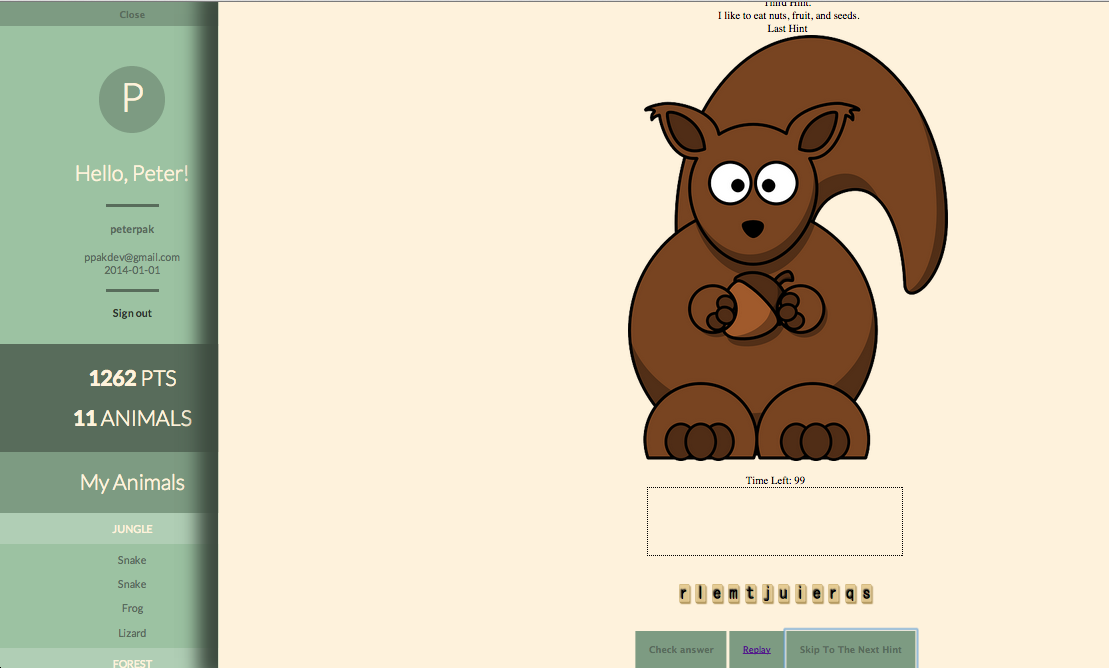 Close
P
Hello, Peter!
peterpak
ppakdev@gmail.com
2014-01-01
Sign out
1262 PTS
11 ANIMALS
My Animals
JUNGLE
Snake
Snake
Frog
Lizard
FOREST
Third Hint:
I like to eat nuts, fruit, and seeds.
Last Hint
Time Left: 99
r l e m t j u i e r q s
Check answer
Replay
Skip To The Next Hint